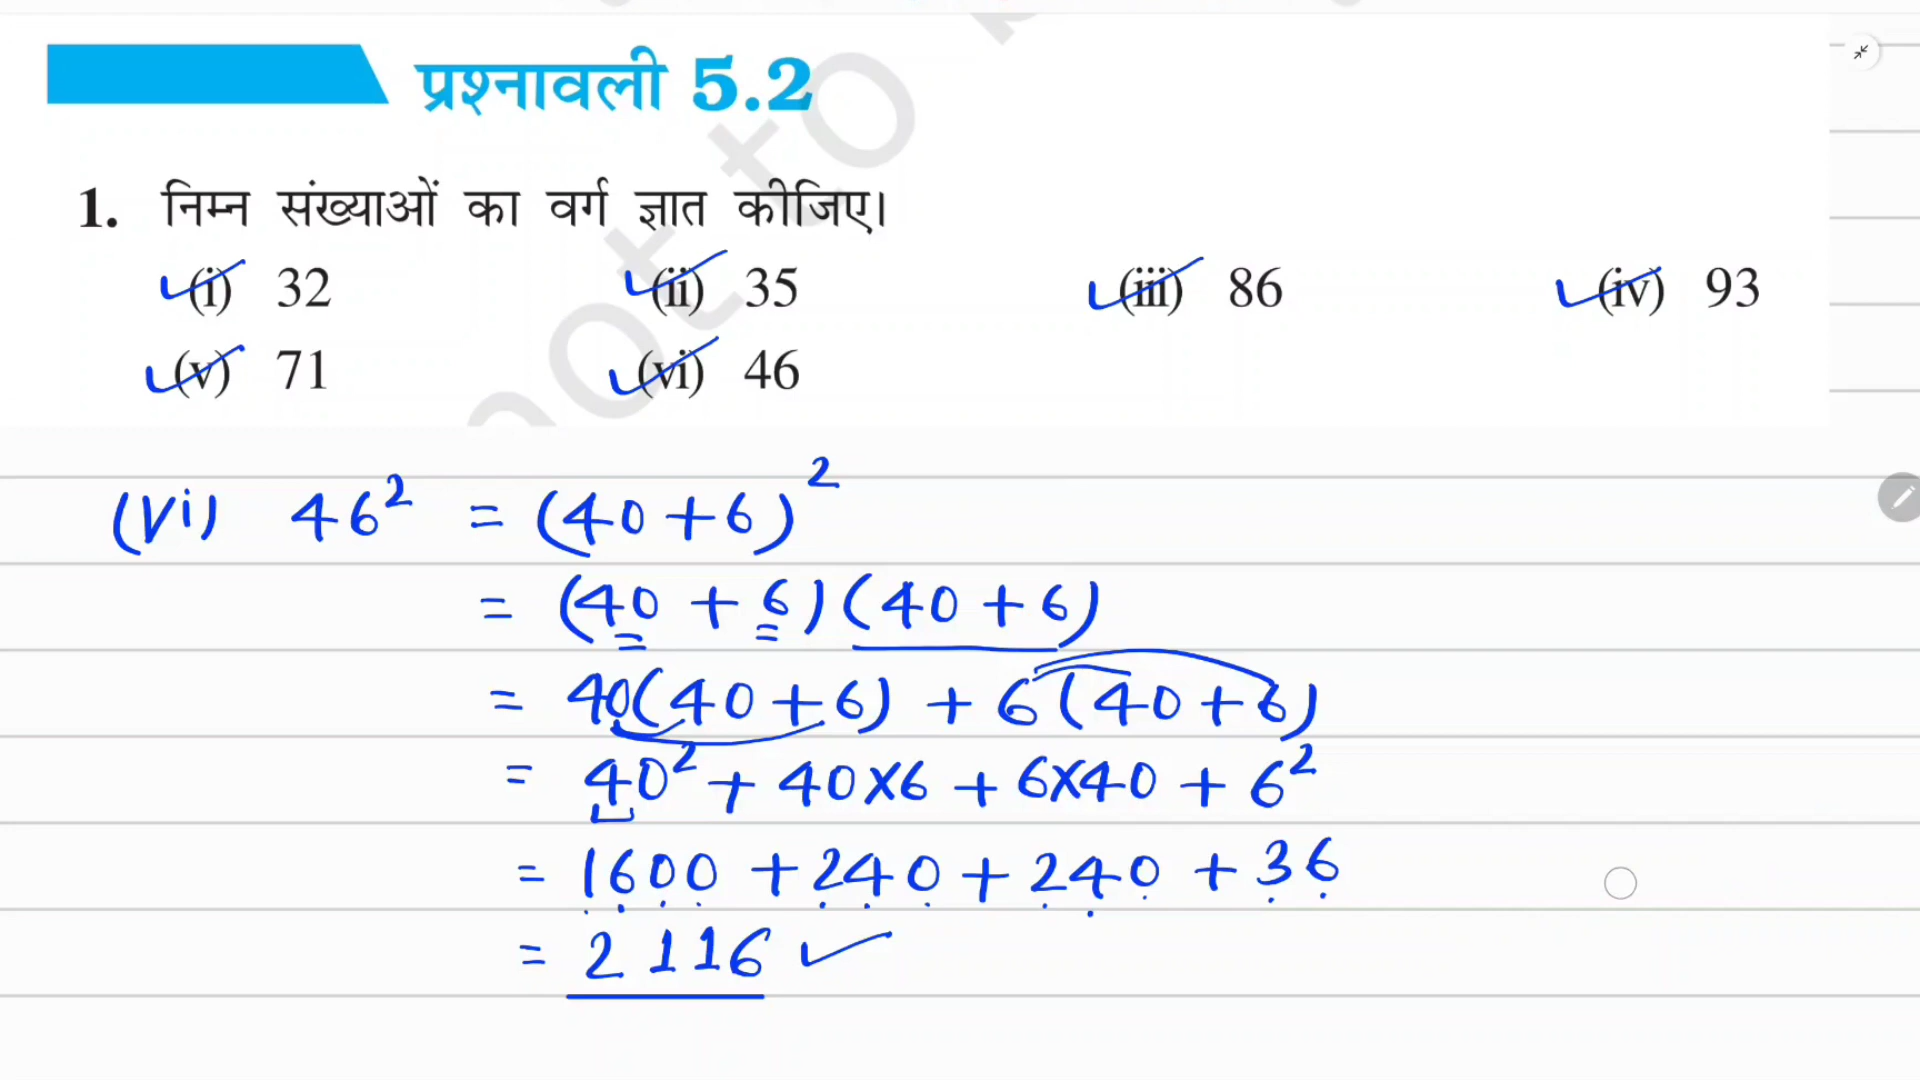 प्रश्नावली 5.2
1. निम्न संख्याओं का वर्ग ज्ञात कीजिए।
(i) 32 (ii) 35 (iii) 86 (iv) 93
(v) 71 (vi) 46
(vi) 46² = (40+6)²
= (40 + 6)(40+6)
= 40(40+6) + 6(40+6)
= 40² + 40×6 + 6×40 + 6²
= 1600 + 240 + 240 + 36
= 2116 ✓
not to